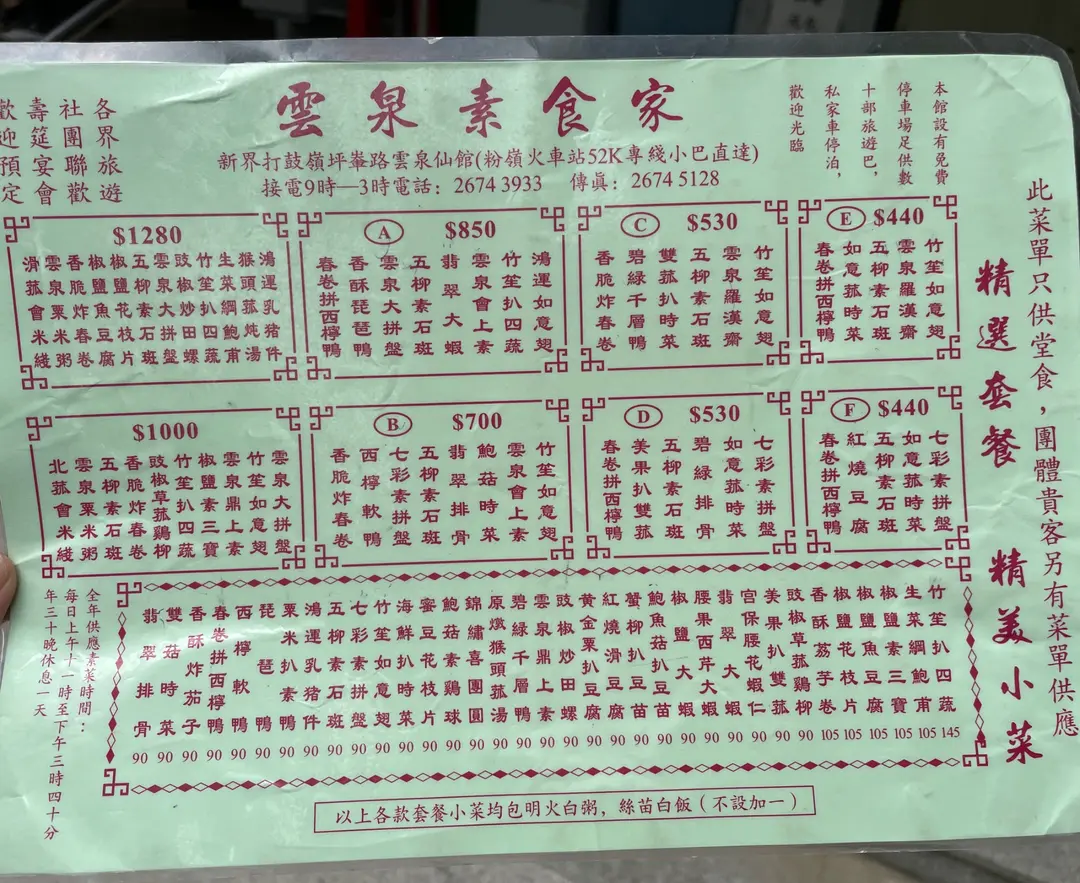 雲泉素食家
新界打鼓嶺坪輋路雲泉仙館(粉嶺火車站52K專綫小巴直達)
接電9時—3時電話：2674 3933 傳真：2674 5128
各界旅遊
社團聯歡
壽筵宴會
歡迎預定
本館設有免費
停車場足供數
十部旅遊巴，
私家車停泊，
歡迎光臨
此菜單只供堂食，團體貴客另有菜單供應
精選套餐 精美小菜
$1280
鴻運乳豬件
猴頭菰炖湯
生菜綱鮑甫
竹笙扒四蔬
豉椒炒田螺
雲泉大拼盤
五柳素石斑
椒鹽花枝片
椒鹽魚豆腐
香脆炸春卷
雲泉粟米粥
滑菰會米綫
A $850
鴻運如意翅
竹笙扒四蔬
雲泉會上素
翡翠大蝦
五柳素石斑
雲泉大拼盤
香酥琵琶鴨
春卷拼西檸鴨
C $530
竹笙如意翅
雲泉羅漢齋
五柳素石斑
雙菰扒時菜
碧綠千層鴨
香脆炸春卷
E $440
竹笙如意翅
雲泉羅漢齋
五柳素石斑
如意菰時菜
春卷拼西檸鴨
$1000
雲泉大拼盤
竹笙如意翅
雲泉鼎上素
椒鹽素三寶
竹笙扒四蔬
豉椒草菰鷄柳
香脆炸春卷
五柳素石斑
雲泉粟米粥
北菰會米綫
B $700
竹笙如意翅
雲泉會上素
鮑菇時菜
翡翠排骨
五柳素石斑
七彩素拼盤
西檸軟鴨
香脆炸春卷
D $530
七彩素拼盤
如意菰時菜
碧綠排骨
五柳素石斑
美果扒雙菰
春卷拼西檸鴨
F $440
七彩素拼盤
如意菰時菜
五柳素石斑
紅燒豆腐
春卷拼西檸鴨
竹笙扒四蔬 145
生菜綱鮑甫 105
椒鹽素三寶 105
椒鹽魚豆腐 105
椒鹽花枝片 105
香酥荔芋卷 105
豉椒草菰鷄柳 90
美果扒雙菰 90
宮保腰花蝦仁 90
翡翠大蝦 90
腰果西芹大蝦 90
椒鹽大蝦 90
鮑魚菇扒豆苗 90
蟹粉扒豆苗 90
紅燒滑豆腐 90
黃金粟扒豆腐 90
豉椒炒田螺 90
雲泉鼎上素 90
碧綠千層鴨 90
原燉猴頭菰湯 90
錦繡喜團圓 90
鮑菇素鷄球 90
蜜豆花枝片 90
海鮮扒時菜 90
竹笙如意翅 90
七彩素拼盤 90
五柳素石斑 90
鴻運乳豬件 90
粟米扒素鴨 90
琵琶鴨 90
西檸軟鴨 90
春卷拼西檸鴨 90
香酥炸茄子 90
雙菇時菜 90
翡翠排骨 90
全年供應素菜時間：
每日上午十一時至下午三時四十分
年三十晚休息一天
以上各款套餐小菜均包明火白粥，絲苗白飯（不設加一）